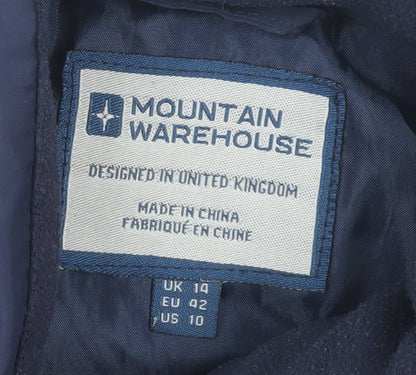 MOUNTAIN
WAREHOUSE
DESIGNED IN UNITED KINGDOM
MADE IN CHINA
FABRIQUÉ EN CHINE
UK 14
EU 42
US 10